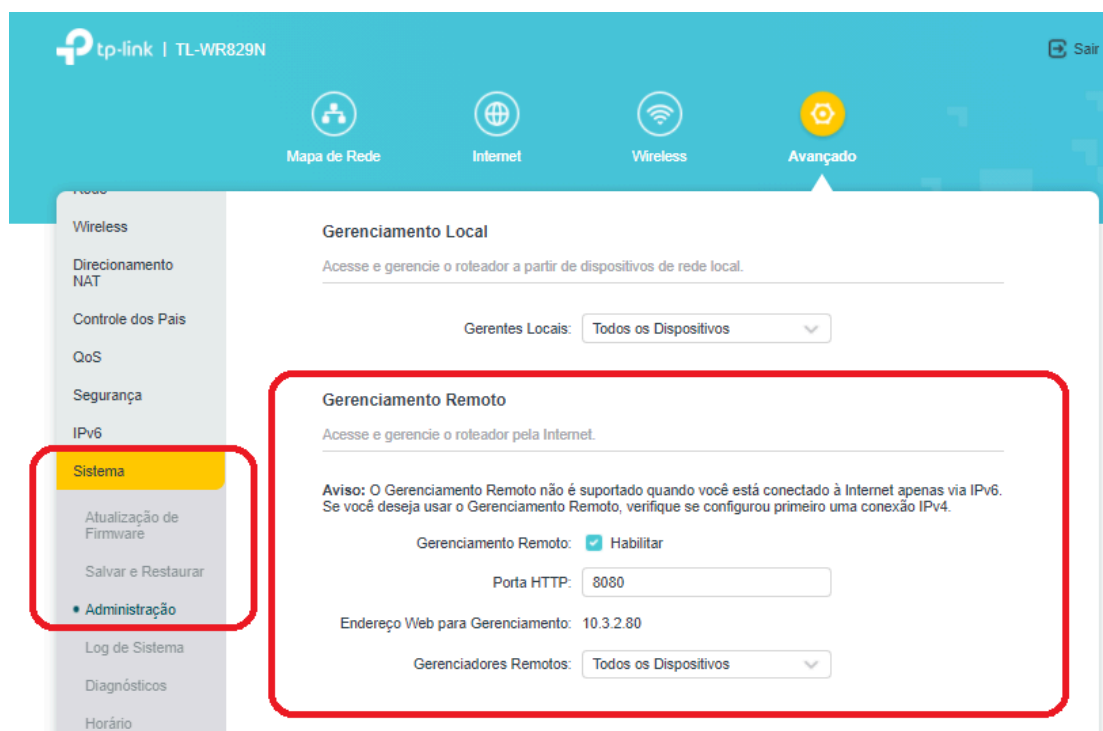 tp-link | TL-WR829N
Sair
Mapa de Rede
Internet
Wireless
Avançado
Wireless
Direcionamento
NAT
Controle dos Pais
QoS
Segurança
IPv6
Sistema
Atualização de
Firmware
Salvar e Restaurar
Administração
Log de Sistema
Diagnósticos
Horário
Gerenciamento Local
Acesse e gerencie o roteador a partir de dispositivos de rede local.
Gerentes Locais: Todos os Dispositivos
Gerenciamento Remoto
Acesse e gerencie o roteador pela Internet.
Aviso: O Gerenciamento Remoto não é suportado quando você está conectado à Internet apenas via IPv6.
Se você deseja usar o Gerenciamento Remoto, verifique se configurou primeiro uma conexão IPv4.
Gerenciamento Remoto: Habilitar
Porta HTTP: 8080
Endereço Web para Gerenciamento: 10.3.2.80
Gerenciadores Remotos: Todos os Dispositivos